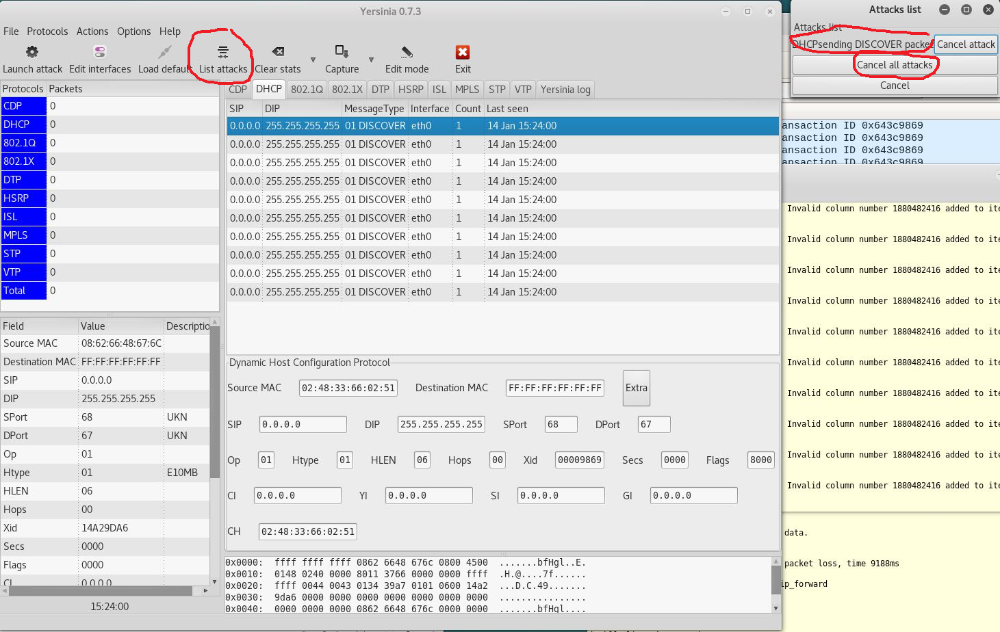 Yersinia 0.7.3
File Protocols Actions Options Help
Launch attack Edit interfaces Load defau List attacks Clear stats Capture Edit mode Exit
Protocols Packets
CDP 0
DHCP 0
802.1Q 0
802.1X 0
DTP 0
HSRP 0
ISL 0
MPLS 0
STP 0
VTP 0
Total 0
Field Value Descriptio
Source MAC 08:62:66:48:67:6C
Destination MAC FF:FF:FF:FF:FF:FF
SIP 0.0.0.0
DIP 255.255.255.255
SPort 68 UKN
DPort 67 UKN
Op 01
Htype 01 E10MB
HLEN 06
Hops 00
Xid 14A29DA6
Secs 0000
Flags 0000
CI 0.0.0.0
15:24:00
CDP DHCP 802.1Q 802.1X DTP HSRP ISL MPLS STP VTP Yersinia log
SIP DIP MessageType Interface Count Last seen
0.0.0.0 255.255.255.255 01 DISCOVER eth0 1 14 Jan 15:24:00
0.0.0.0 255.255.255.255 01 DISCOVER eth0 1 14 Jan 15:24:00
0.0.0.0 255.255.255.255 01 DISCOVER eth0 1 14 Jan 15:24:00
0.0.0.0 255.255.255.255 01 DISCOVER eth0 1 14 Jan 15:24:00
0.0.0.0 255.255.255.255 01 DISCOVER eth0 1 14 Jan 15:24:00
0.0.0.0 255.255.255.255 01 DISCOVER eth0 1 14 Jan 15:24:00
0.0.0.0 255.255.255.255 01 DISCOVER eth0 1 14 Jan 15:24:00
0.0.0.0 255.255.255.255 01 DISCOVER eth0 1 14 Jan 15:24:00
0.0.0.0 255.255.255.255 01 DISCOVER eth0 1 14 Jan 15:24:00
0.0.0.0 255.255.255.255 01 DISCOVER eth0 1 14 Jan 15:24:00
Dynamic Host Configuration Protocol
Source MAC 02:48:33:66:02:51 Destination MAC FF:FF:FF:FF:FF:FF Extra
SIP 0.0.0.0 DIP 255.255.255.255 SPort 68 DPort 67
Op 01 Htype 01 HLEN 06 Hops 00 Xid 00009869 Secs 0000 Flags 8000
CI 0.0.0.0 YI 0.0.0.0 SI 0.0.0.0 GI 0.0.0.0
CH 02:48:33:66:02:51
0x0000: ffff ffff ffff 0862 6648 676c 0800 4500 .......bfHgl..E.
0x0010: 0148 0240 0000 8011 3766 0000 0000 ffff .H.@....7f......
0x0020: ffff 0044 0043 0134 39a7 0101 0600 14a2 ...D.C.49.......
0x0030: 9da6 0000 0000 0000 0000 0000 0000 0000 ................
0x0040: 0000 0000 0000 0862 6648 676c 0000 0000 .......bfHgl....
Attacks list
Attacks list
DHCPsending DISCOVER packe Cancel attack
Cancel all attacks
Cancel
ansaction ID 0x643c9869
ansaction ID 0x643c9869
ansaction ID 0x643c9869
ansaction ID 0x643c9869
Invalid column number 1880482416 added to ite
Invalid column number 1880482416 added to ite
Invalid column number 1880482416 added to ite
Invalid column number 1880482416 added to ite
Invalid column number 1880482416 added to ite
Invalid column number 1880482416 added to ite
Invalid column number 1880482416 added to ite
Invalid column number 1880482416 added to ite
Invalid column number 1880482416 added to ite
Invalid column number 1880482416 added to ite
data.
packet loss, time 9188ms
ip_forward